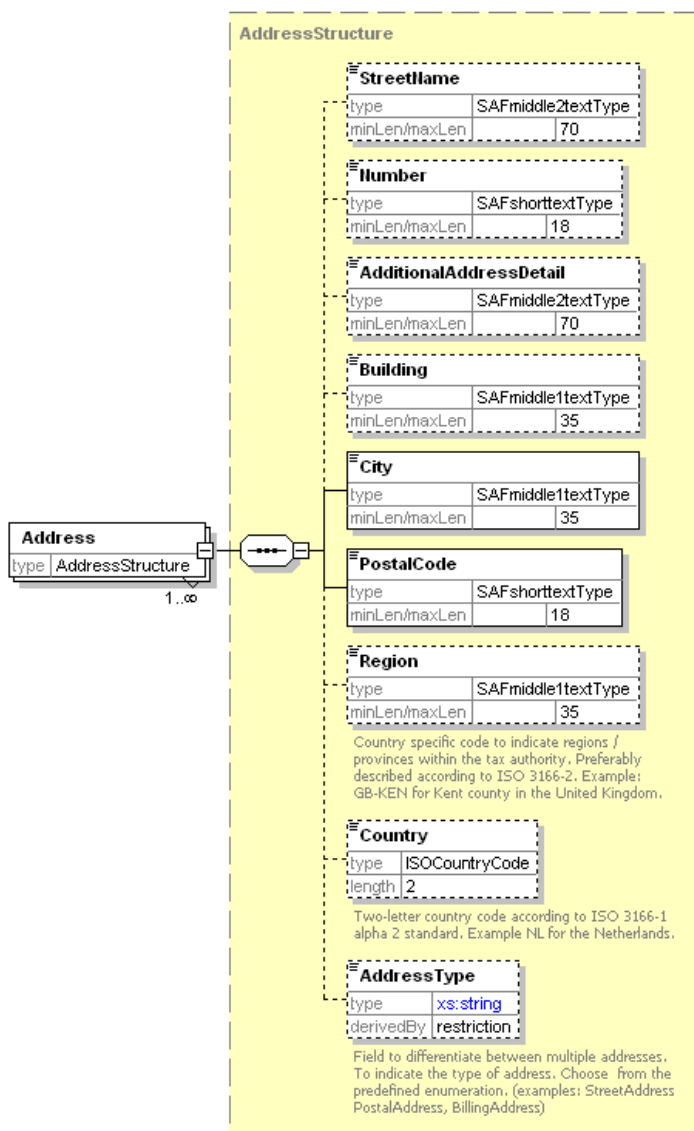 AddressStructure
StreetName
type SAFmiddle2textType
minLen/maxLen 70
Number
type SAFshorttextType
minLen/maxLen 18
AdditionalAddressDetail
type SAFmiddle2textType
minLen/maxLen 70
Building
type SAFmiddle1textType
minLen/maxLen 35
City
type SAFmiddle1textType
minLen/maxLen 35
Address
type AddressStructure
1..∞
PostalCode
type SAFshorttextType
minLen/maxLen 18
Region
type SAFmiddle1textType
minLen/maxLen 35
Country specific code to indicate regions /
provinces within the tax authority. Preferably
described according to ISO 3166-2. Example:
GB-KEN for Kent county in the United Kingdom.
Country
type ISOCountryCode
length 2
Two-letter country code according to ISO 3166-1
alpha 2 standard. Example NL for the Netherlands.
AddressType
type xs:string
derivedBy restriction
Field to differentiate between multiple addresses.
To indicate the type of address. Choose from the
predefined enumeration. (examples: StreetAddress
PostalAddress, BillingAddress)